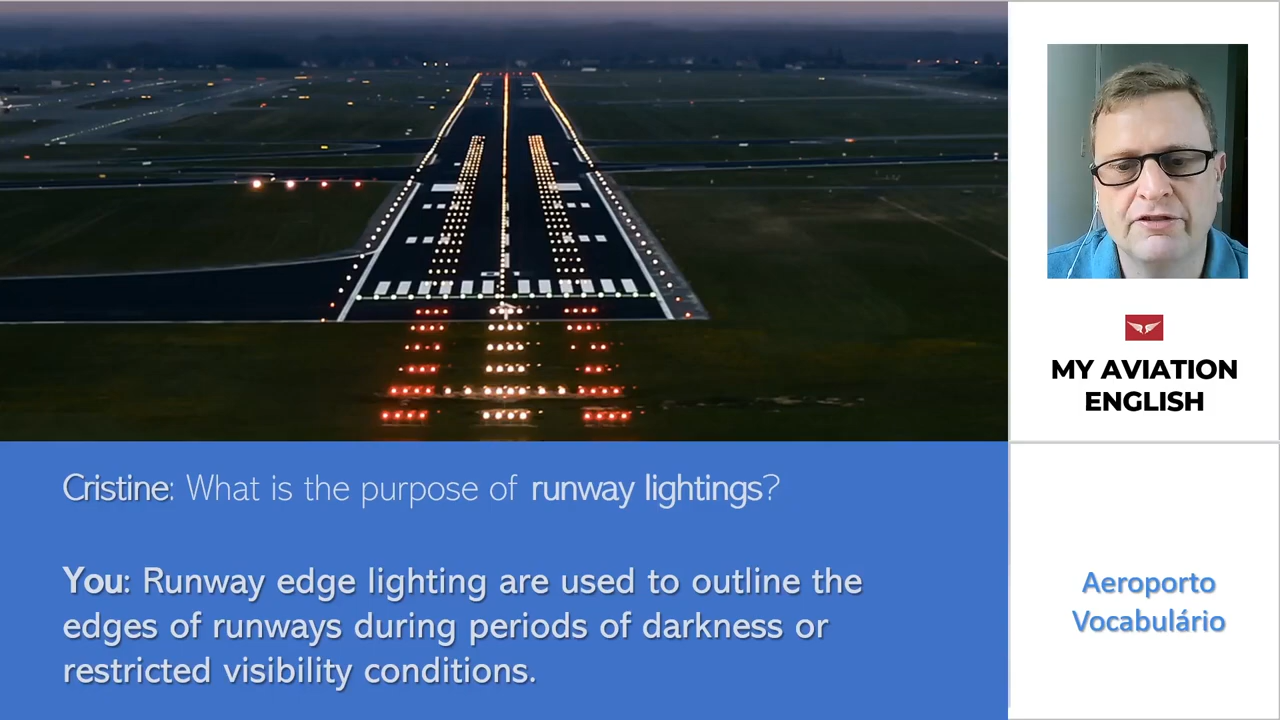 Cristine: What is the purpose of runway lightings?
You: Runway edge lighting are used to outline the
edges of runways during periods of darkness or
restricted visibility conditions.
MY AVIATION
ENGLISH
Aeroporto
Vocabulário